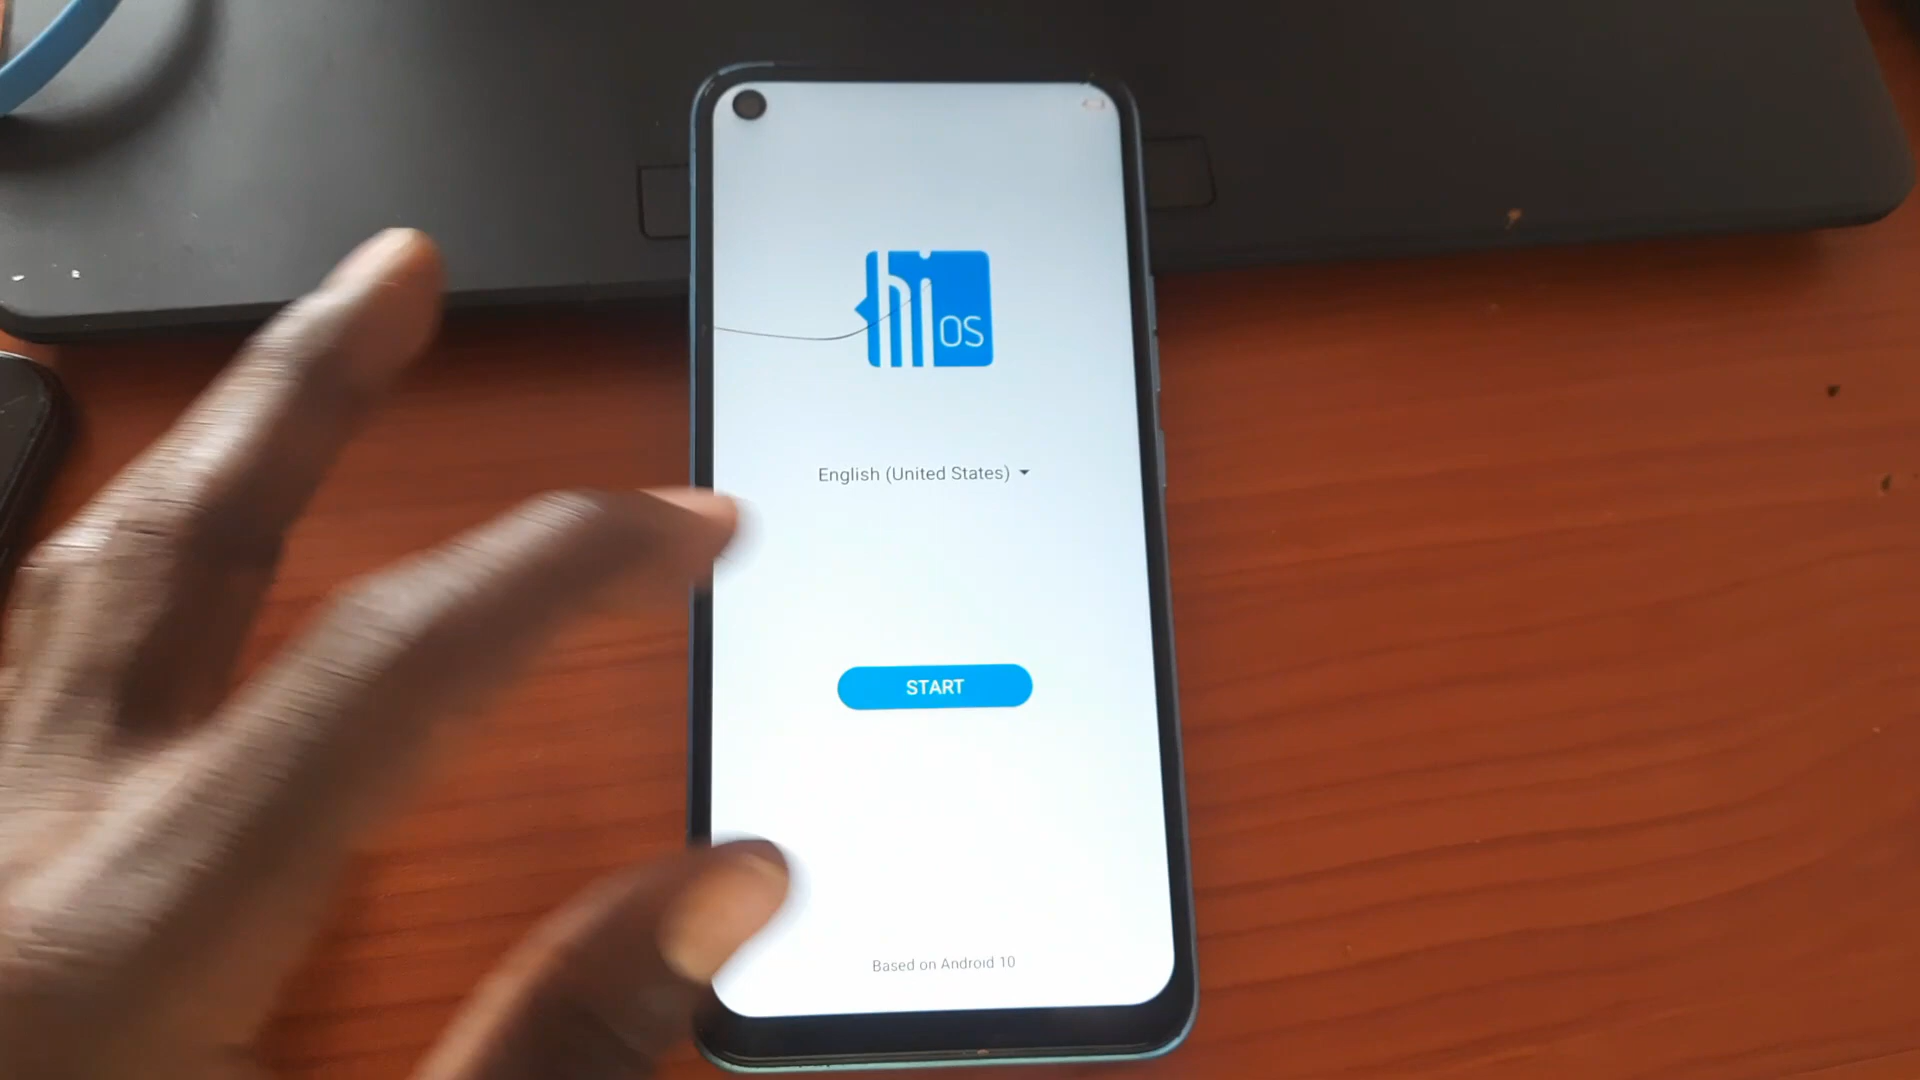 hi
OS
English (United States)
START
Based on Android 10